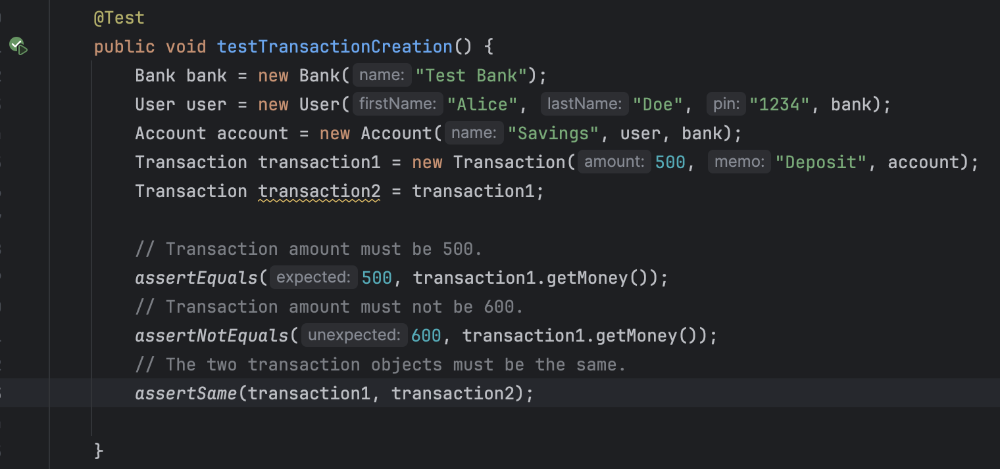 @Test
public void testTransactionCreation() {
Bank bank = new Bank( name: "Test Bank");
User user = new User( firstName: "Alice", lastName: "Doe", pin: "1234", bank);
Account account = new Account( name: "Savings", user, bank);
Transaction transaction1 = new Transaction( amount: 500, memo: "Deposit", account);
Transaction transaction2 = transaction1;
// Transaction amount must be 500.
assertEquals( expected: 500, transaction1.getMoney());
// Transaction amount must not be 600.
assertNotEquals( unexpected: 600, transaction1.getMoney());
// The two transaction objects must be the same.
assertSame(transaction1, transaction2);
}